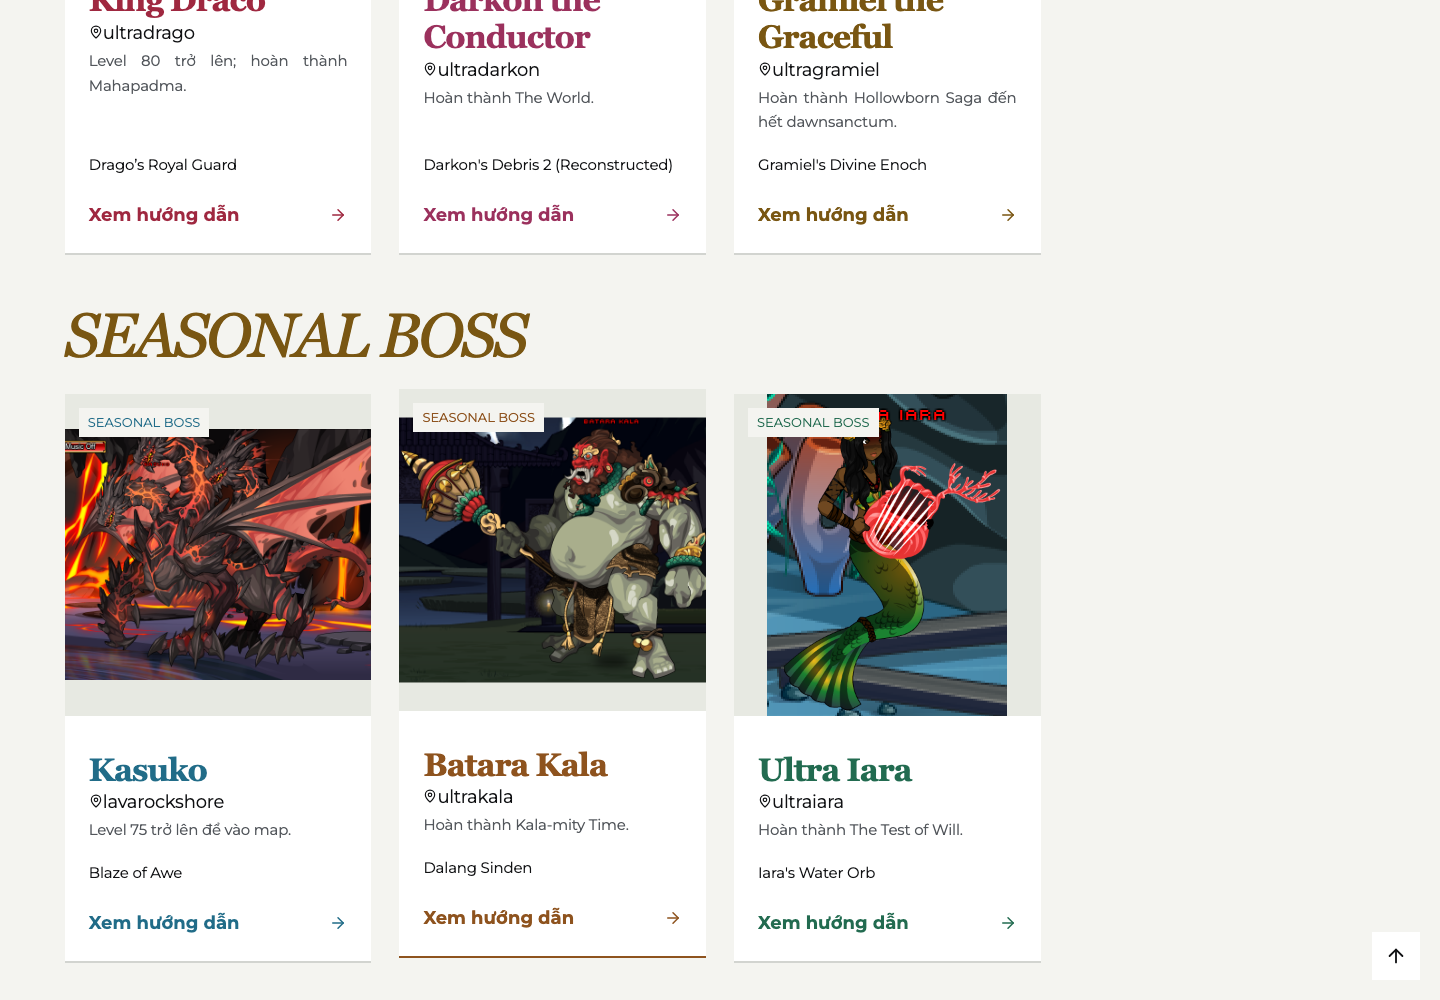 King Draco
ultradrago
Level 80 trở lên; hoàn thành
Mahapadma.
Drago’s Royal Guard
Xem hướng dẫn
Darkon the
Conductor
ultradarkon
Hoàn thành The World.
Darkon's Debris 2 (Reconstructed)
Xem hướng dẫn
Gramiel the
Graceful
ultragramiel
Hoàn thành Hollowborn Saga đến
hết dawnsanctum.
Gramiel's Divine Enoch
Xem hướng dẫn
SEASONAL BOSS
SEASONAL BOSS
Music Off
Kasuko
lavarockshore
Level 75 trở lên để vào map.
Blaze of Awe
Xem hướng dẫn
SEASONAL BOSS
BATARA KALA
Batara Kala
ultrakala
Hoàn thành Kala-mity Time.
Dalang Sinden
Xem hướng dẫn
SEASONAL BOSS
IARA
Ultra Iara
ultraiara
Hoàn thành The Test of Will.
Iara's Water Orb
Xem hướng dẫn